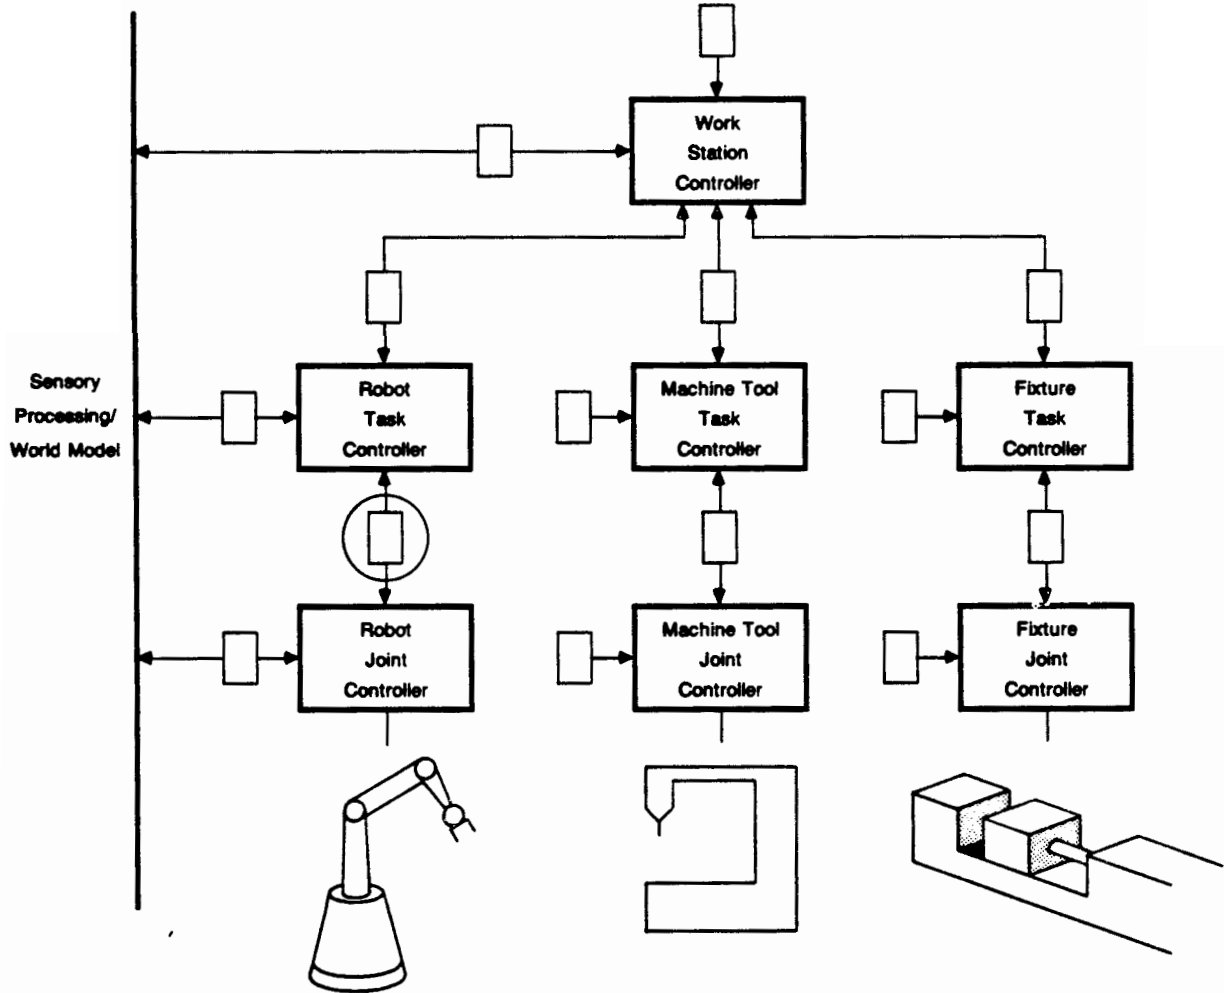 Work
Station
Controller
Sensory
Processing/
World Model
Robot
Task
Controller
Machine Tool
Task
Controller
Fixture
Task
Controller
Robot
Joint
Controller
Machine Tool
Joint
Controller
Fixture
Joint
Controller